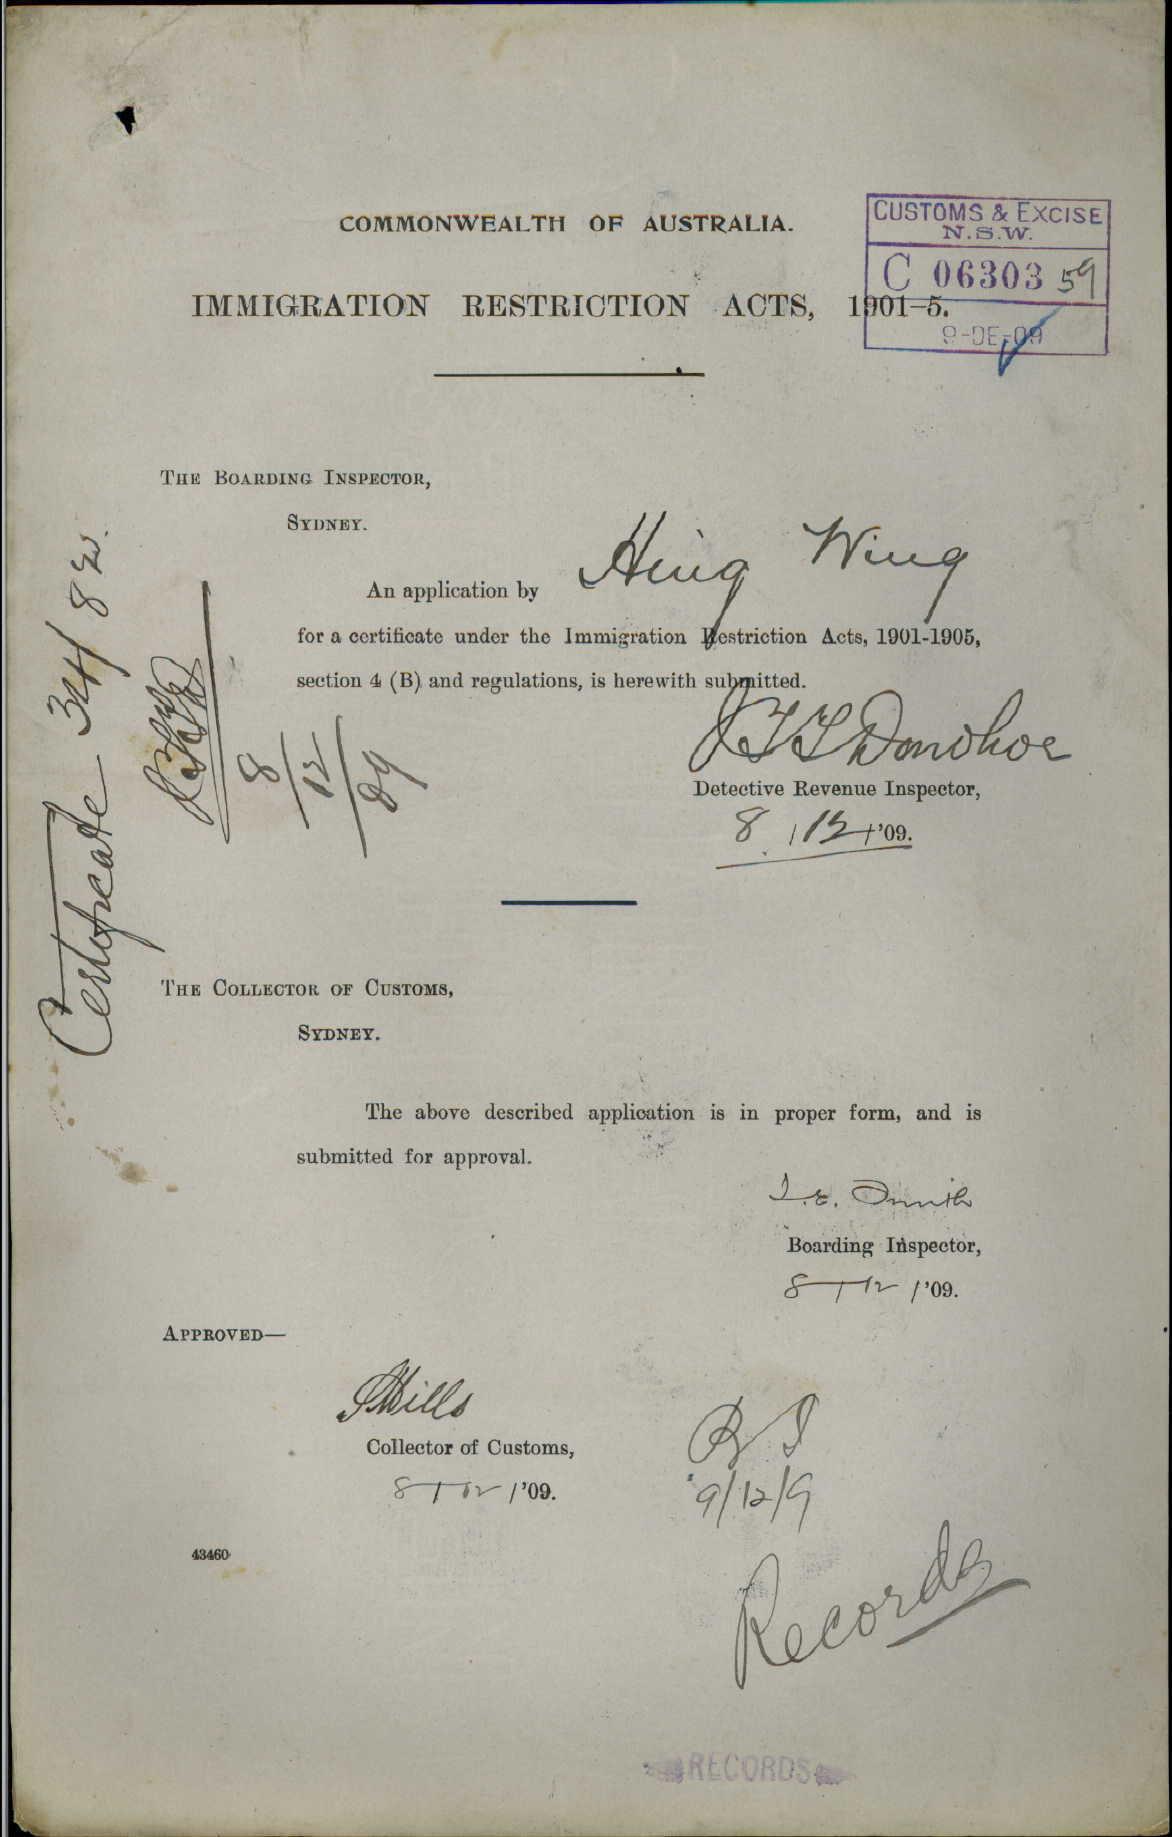 COMMONWEALTH OF AUSTRALIA.
CUSTOMS & EXCISE
N.S.W.
C 06303 59
9-DE-09
IMMIGRATION RESTRICTION ACTS, 1901-5.
THE BOARDING INSPECTOR,
SYDNEY.
An application by Hing Wing
for a certificate under the Immigration Restriction Acts, 1901-1905,
section 4 (B) and regulations, is herewith submitted.
JTTDonohoe
Detective Revenue Inspector,
8/12/'09.
Certificate 34/
8/12/09
THE COLLECTOR OF CUSTOMS,
SYDNEY.
The above described application is in proper form, and is
submitted for approval.
Smith
Boarding Inspector,
8/12/'09.
APPROVED—
Mills
Collector of Customs,
8/12/'09.
9/12/9
43460
Records
RECORDS